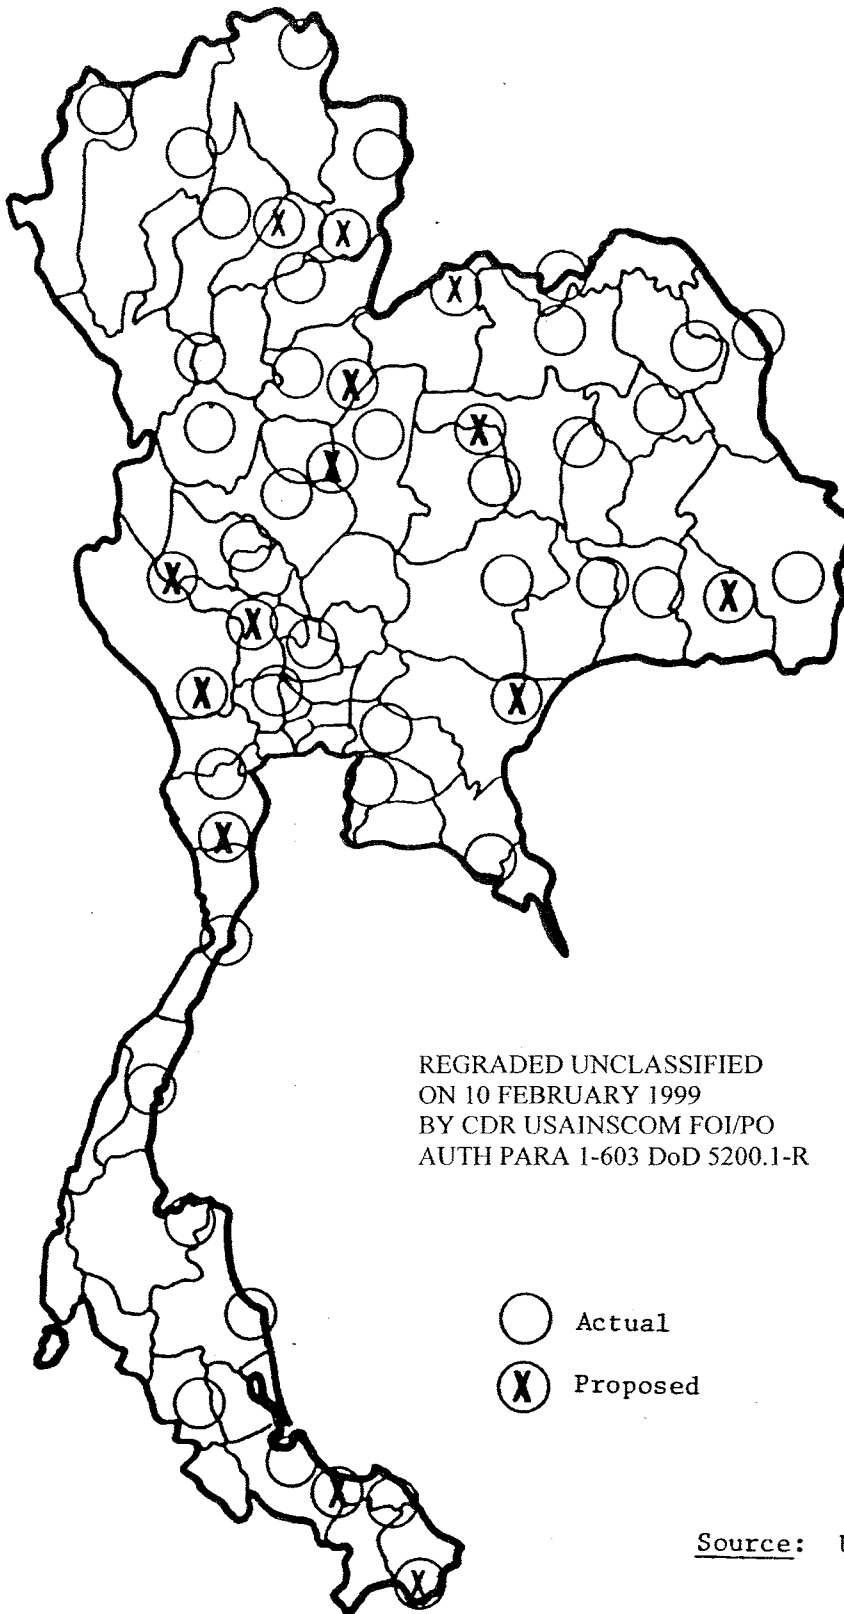 X
X
X
X
X
X
X
X
X
X
X
X
X
REGRADED UNCLASSIFIED
ON 10 FEBRUARY 1999
BY CDR USAINSCOM FOI/PO
AUTH PARA 1-603 DoD 5200.1-R
Actual
X Proposed
X
X
Source: